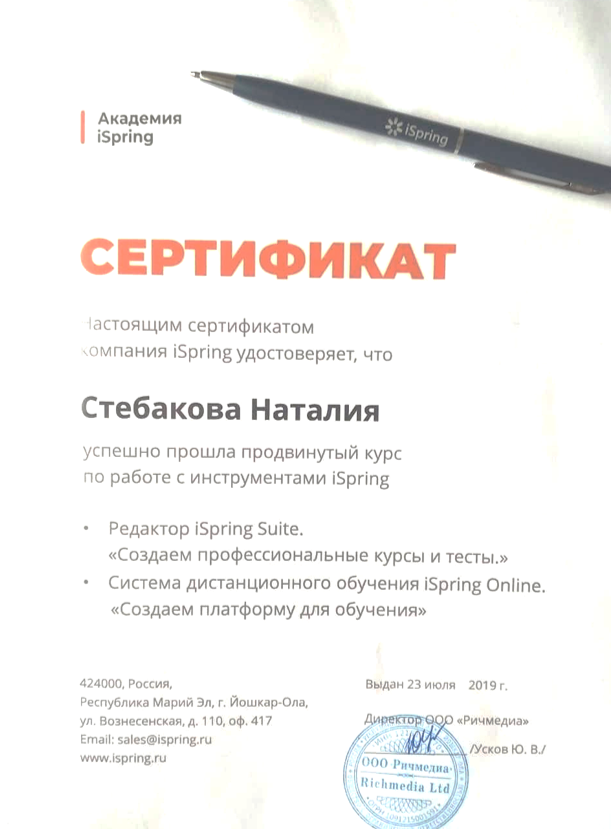 Академия
iSpring
iSpring
СЕРТИФИКАТ
Настоящим сертификатом
компания iSpring удостоверяет, что
Стебакова Наталия
успешно прошла продвинутый курс
по работе с инструментами iSpring
• Редактор iSpring Suite.
«Создаем профессиональные курсы и тесты.»
• Система дистанционного обучения iSpring Online.
«Создаем платформу для обучения»
424000, Россия,
Республика Марий Эл, г. Йошкар-Ола,
ул. Вознесенская, д. 110, оф. 417
Email: sales@ispring.ru
www.ispring.ru
Выдан 23 июля 2019 г.
Директор ООО «Ричмедиа»
/Усков Ю. В./
ООО Ричмедиа
Richmedia Ltd